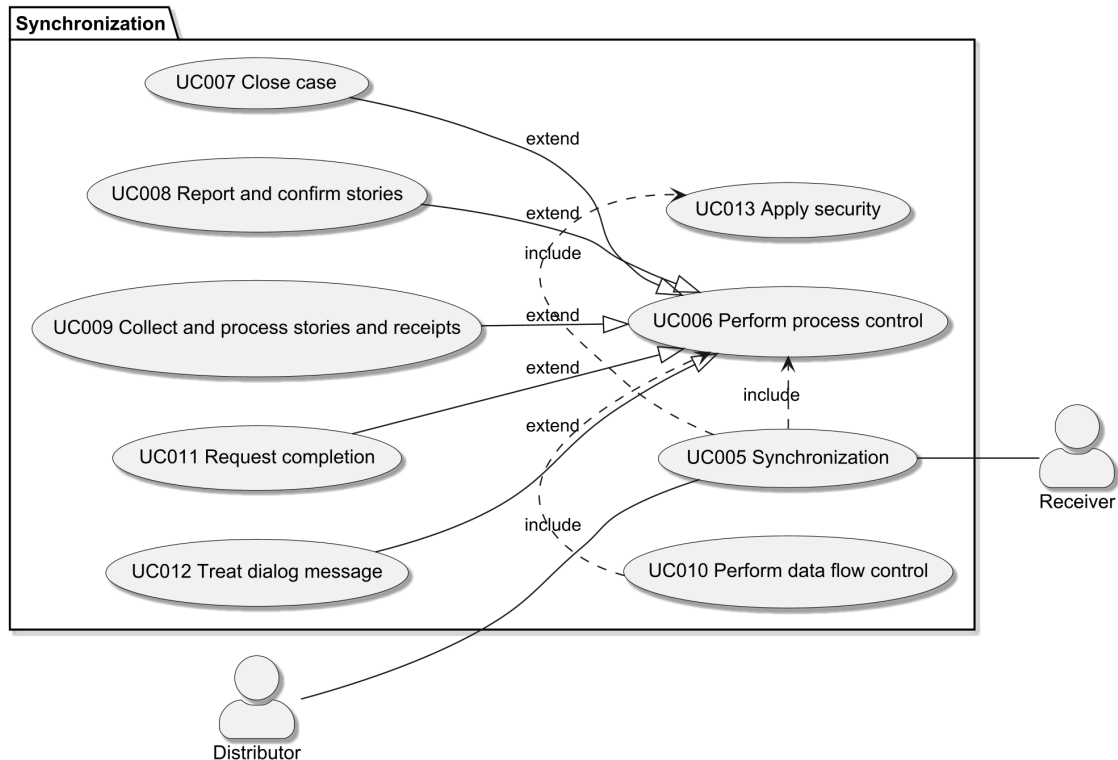 Synchronization
UC007 Close case
extend
UC008 Report and confirm stories
extend
UC013 Apply security
include
UC009 Collect and process stories and receipts
extend
UC006 Perform process control
extend
include
extend
UC011 Request completion
UC005 Synchronization
Receiver
include
UC012 Treat dialog message
UC010 Perform data flow control
Distributor